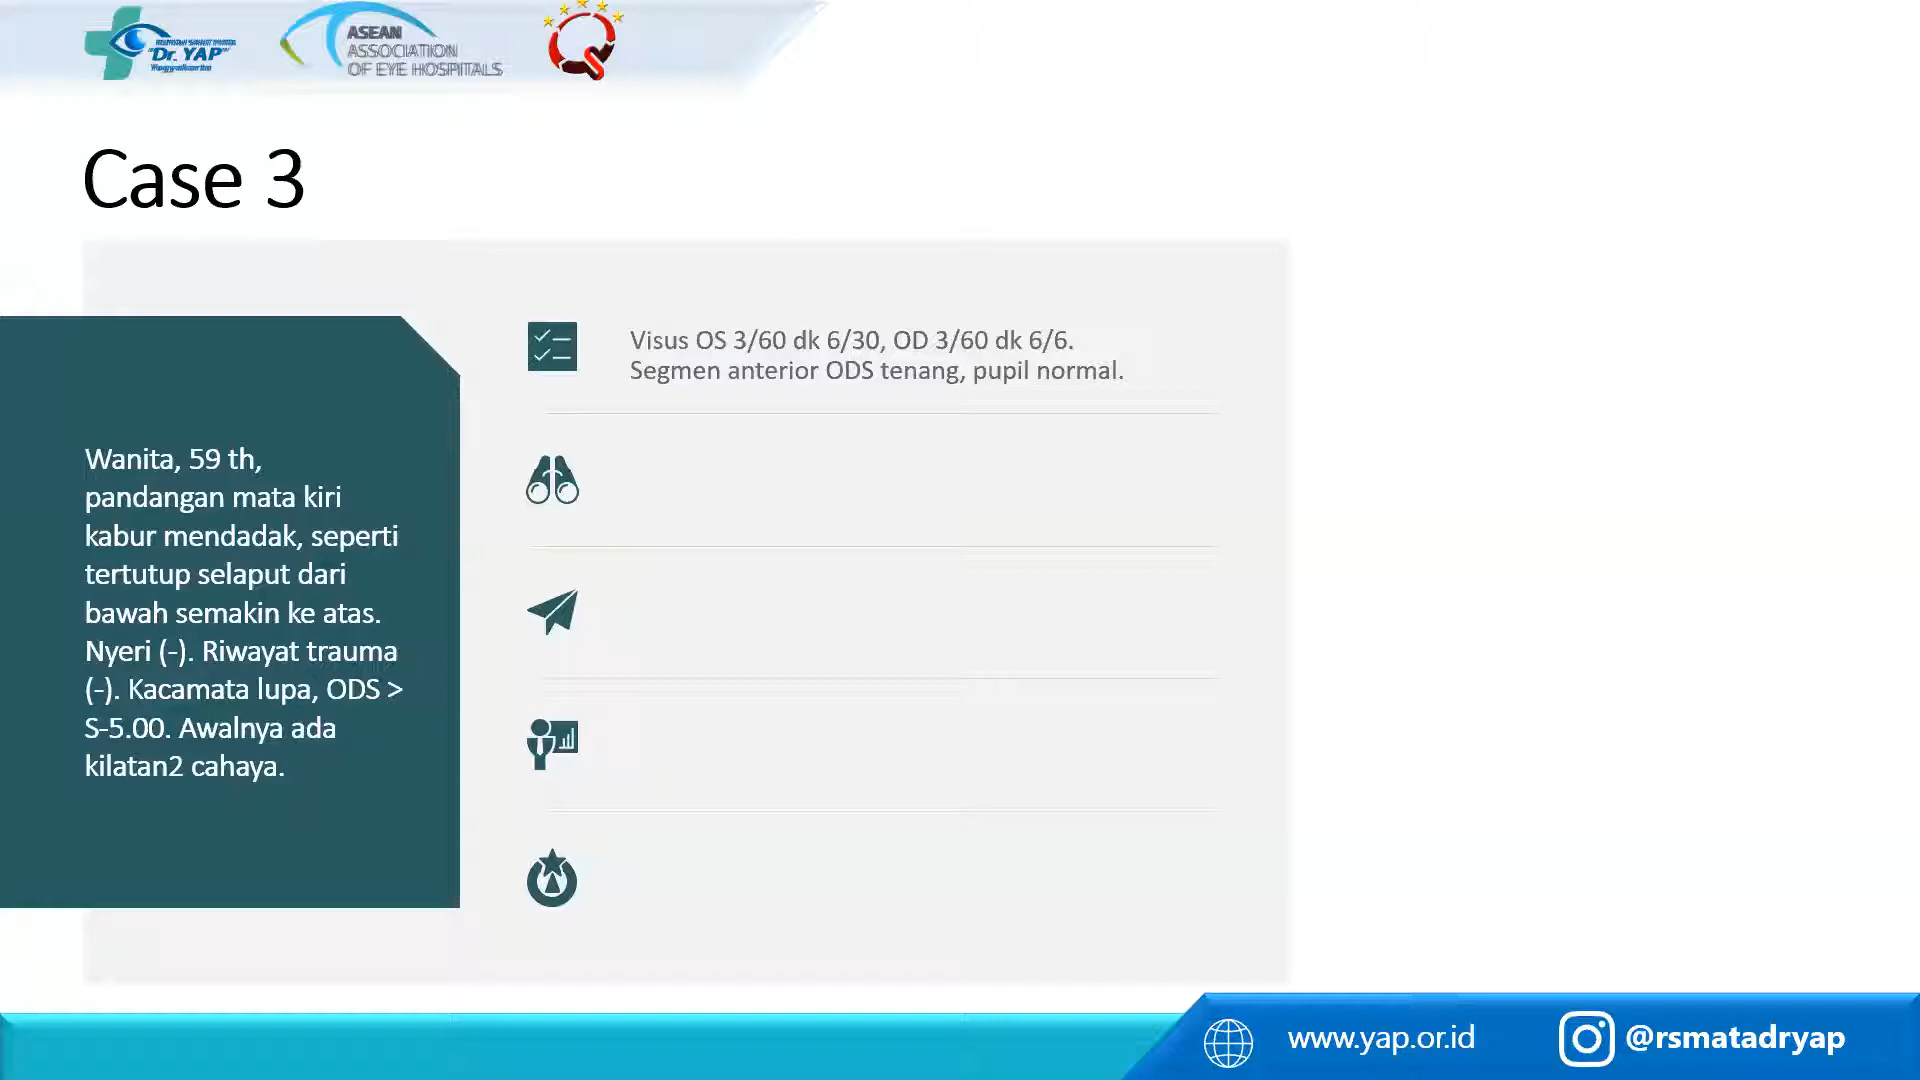 "Dr. YAP"
ASEAN
ASSOCIATION
OF EYE HOSPITALS
Case 3
Wanita, 59 th,
pandangan mata kiri
kabur mendadak, seperti
tertutup selaput dari
bawah semakin ke atas.
Nyeri (-). Riwayat trauma
(-). Kacamata lupa, ODS >
S-5.00. Awalnya ada
kilatan2 cahaya.
Visus OS 3/60 dk 6/30, OD 3/60 dk 6/6.
Segmen anterior ODS tenang, pupil normal.
www.yap.or.id
@rsmatadryap